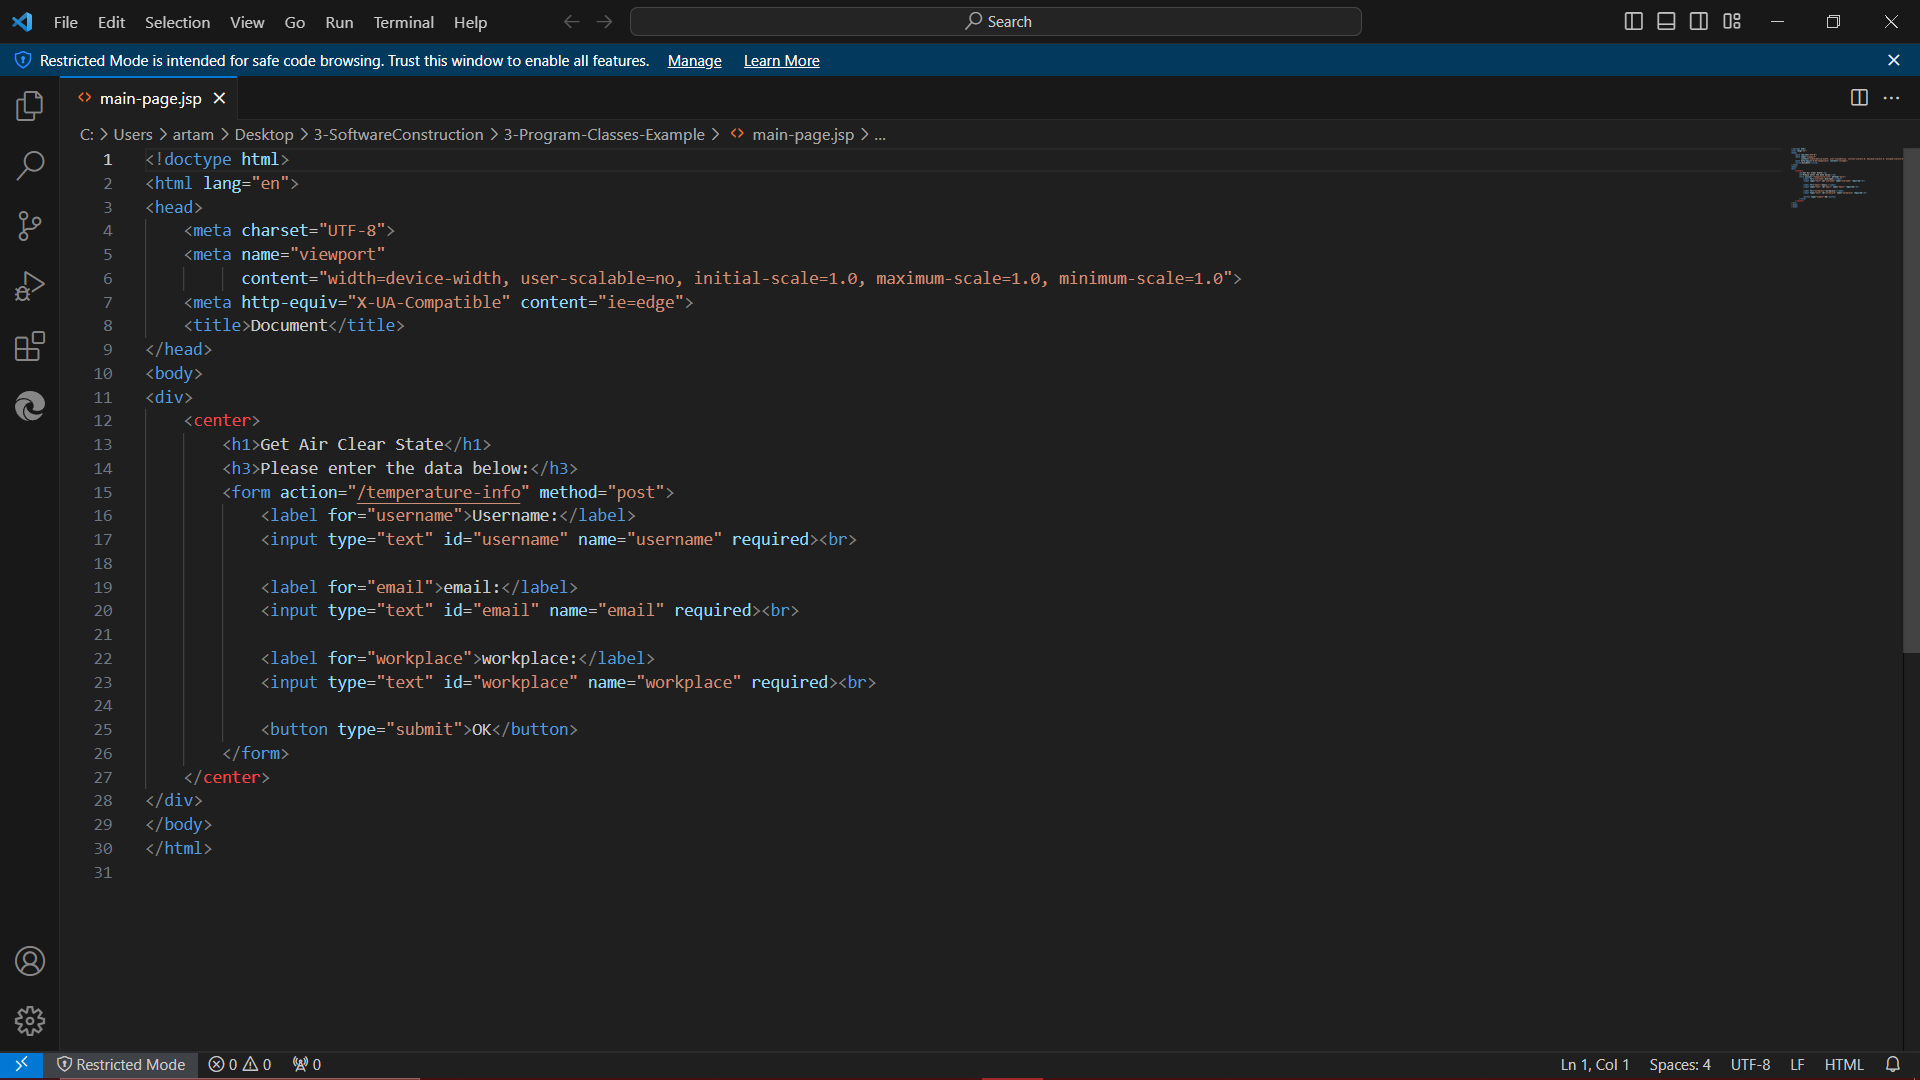 File Edit Selection View Go Run Terminal Help Search
Restricted Mode is intended for safe code browsing. Trust this window to enable all features. Manage Learn More
main-page.jsp
C: > Users > artam > Desktop > 3-SoftwareConstruction > 3-Program-Classes-Example > main-page.jsp > ...
1 <!doctype html>
2 <html lang="en">
3 <head>
4     <meta charset="UTF-8">
5     <meta name="viewport"
6           content="width=device-width, user-scalable=no, initial-scale=1.0, maximum-scale=1.0, minimum-scale=1.0">
7     <meta http-equiv="X-UA-Compatible" content="ie=edge">
8     <title>Document</title>
9 </head>
10 <body>
11 <div>
12     <center>
13         <h1>Get Air Clear State</h1>
14         <h3>Please enter the data below:</h3>
15         <form action="/temperature-info" method="post">
16             <label for="username">Username:</label>
17             <input type="text" id="username" name="username" required><br>
18
19             <label for="email">email:</label>
20             <input type="text" id="email" name="email" required><br>
21
22             <label for="workplace">workplace:</label>
23             <input type="text" id="workplace" name="workplace" required><br>
24
25             <button type="submit">OK</button>
26         </form>
27     </center>
28 </div>
29 </body>
30 </html>
31
Restricted Mode 0 0 0 Ln 1, Col 1 Spaces: 4 UTF-8 LF HTML